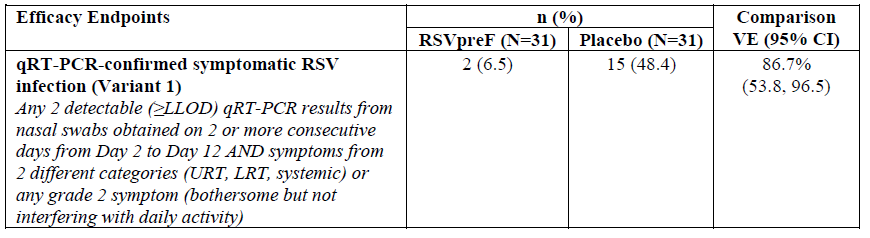 Efficacy Endpoints n (%) Comparison
RSVpreF (N=31) Placebo (N=31) VE (95% CI)
qRT-PCR-confirmed symptomatic RSV 2 (6.5) 15 (48.4) 86.7%
infection (Variant 1) (53.8, 96.5)
Any 2 detectable (≥LLOD) qRT-PCR results from
nasal swabs obtained on 2 or more consecutive
days from Day 2 to Day 12 AND symptoms from
2 different categories (URT, LRT, systemic) or
any grade 2 symptom (bothersome but not
interfering with daily activity)